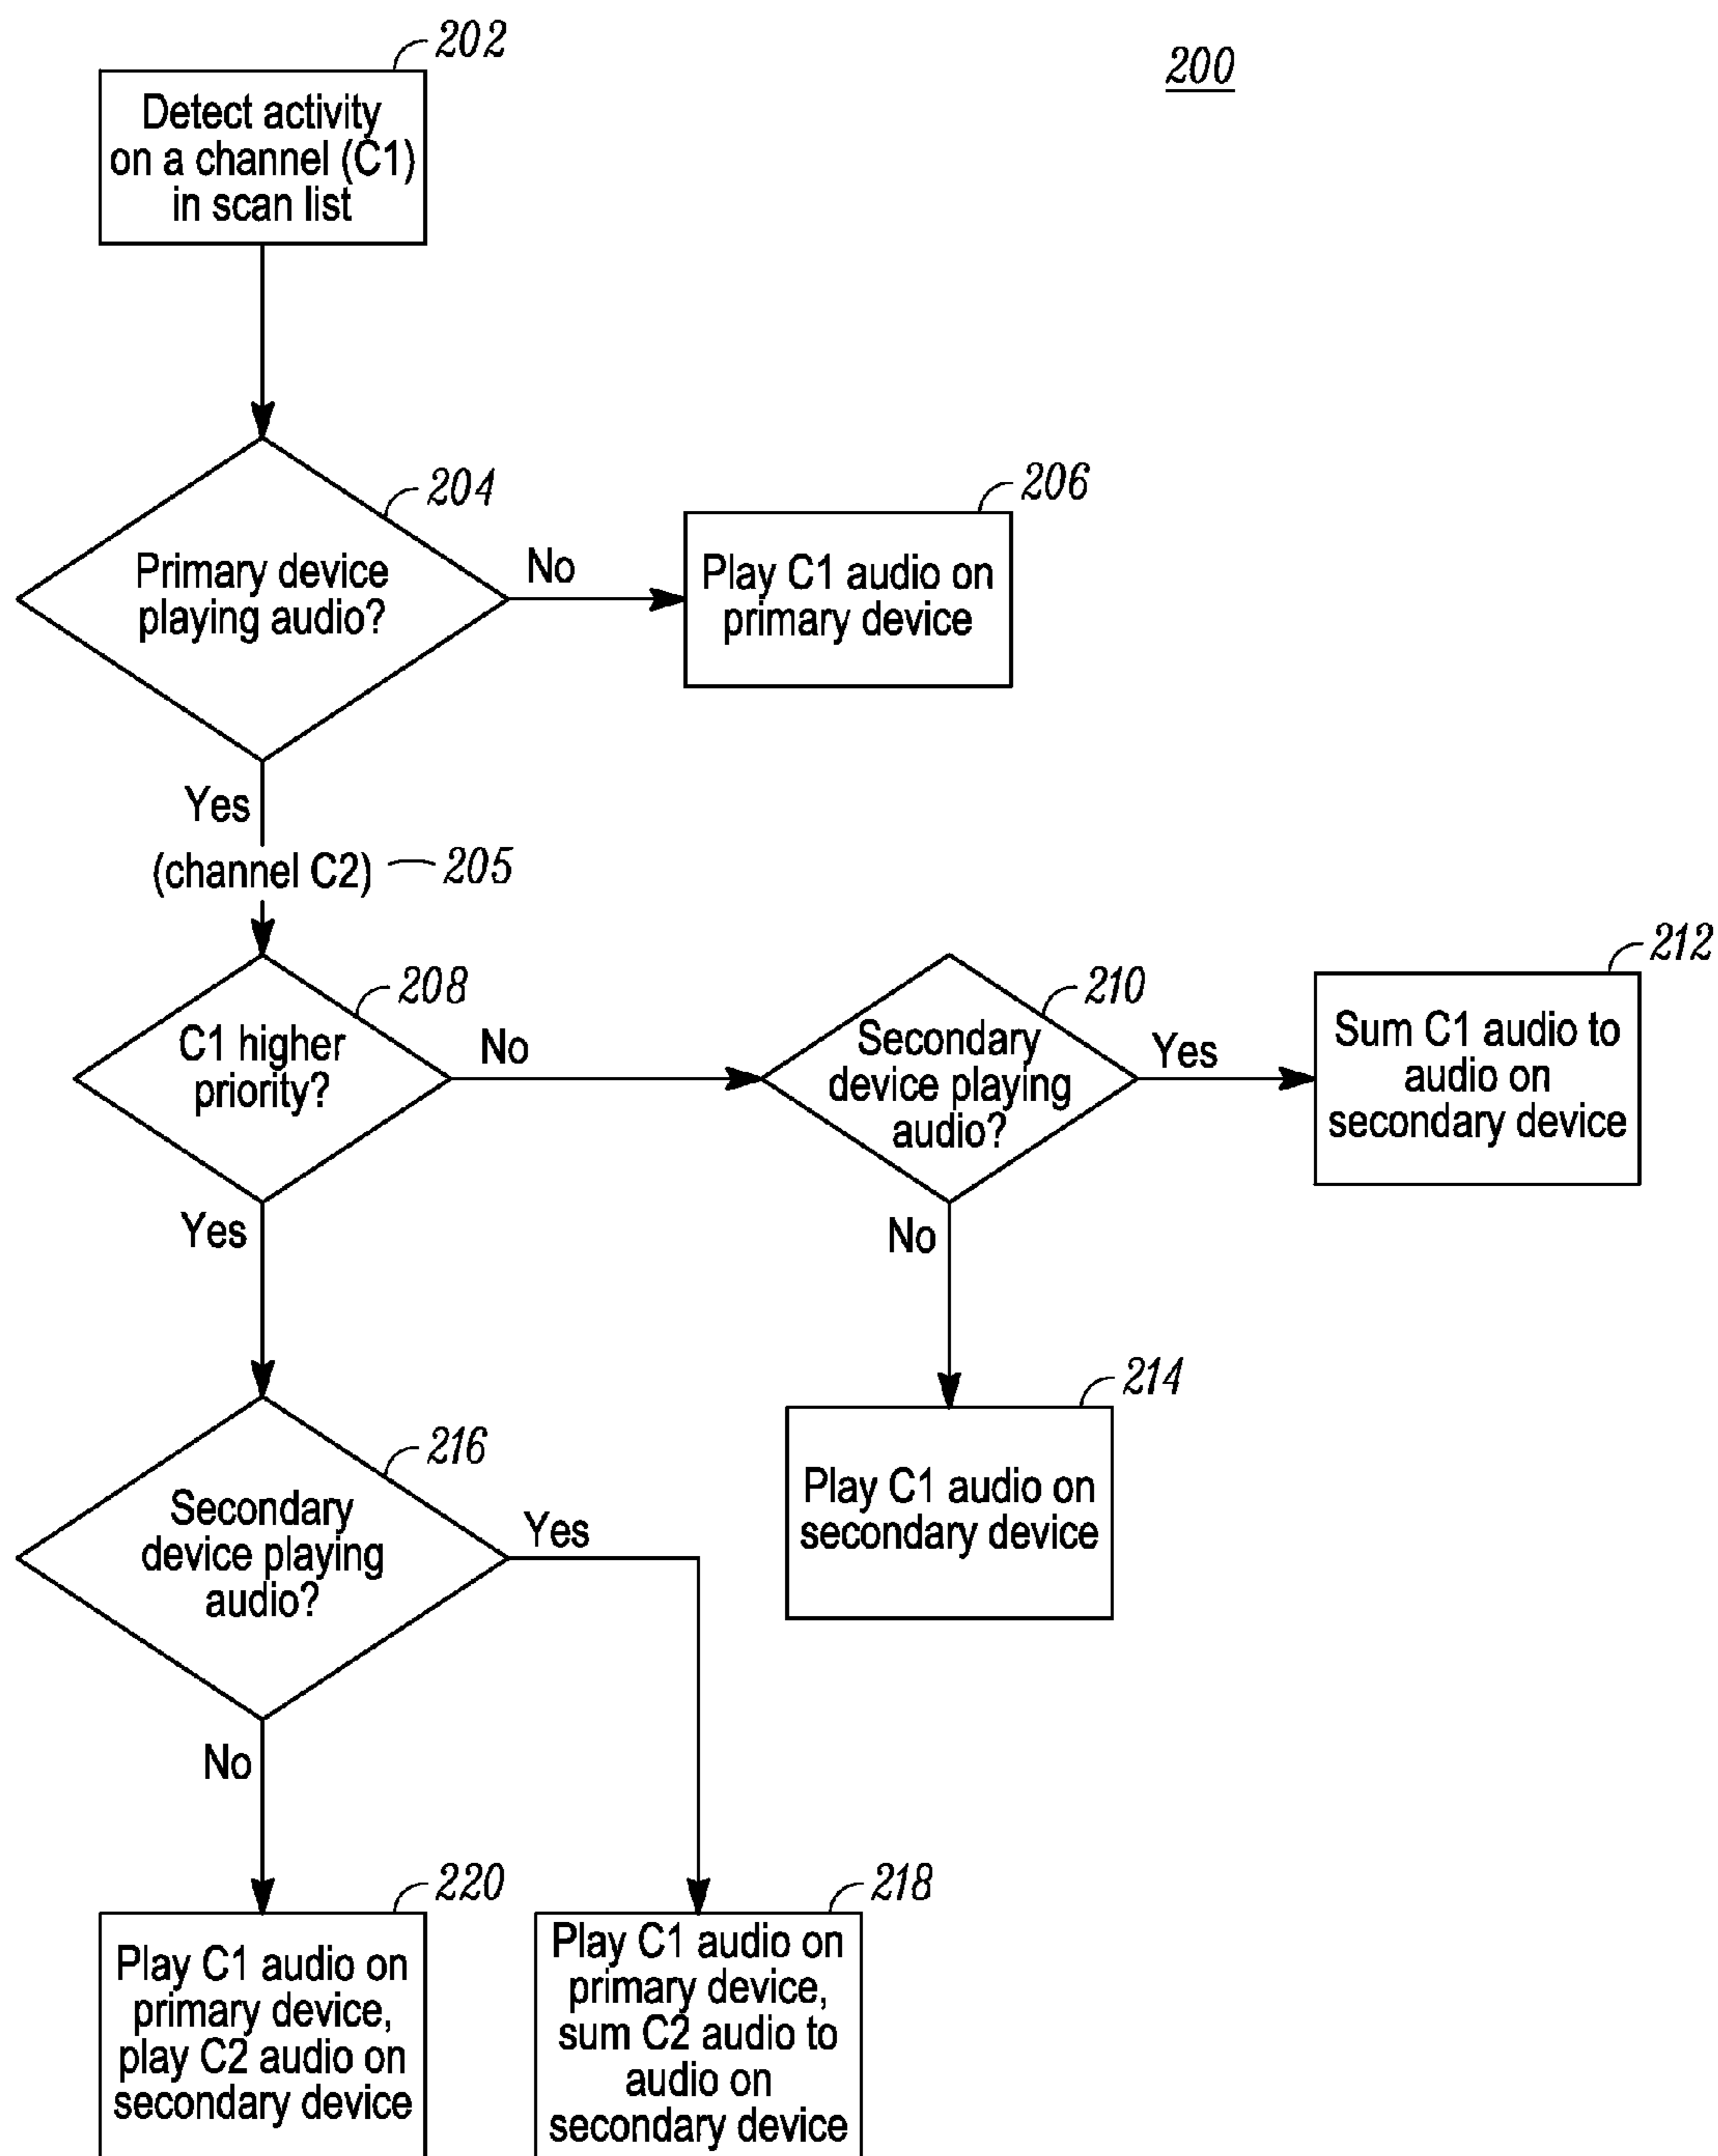 202
200
Detect activity
on a channel (C1)
in scan list
204
Primary device
playing audio?
No
206
Play C1 audio on
primary device
Yes
(channel C2)
205
208
C1 higher
priority?
No
210
Secondary
device playing
audio?
Yes
212
Sum C1 audio to
audio on
secondary device
Yes
No
214
Play C1 audio on
secondary device
216
Secondary
device playing
audio?
Yes
No
220
Play C1 audio on
primary device,
play C2 audio on
secondary device
218
Play C1 audio on
primary device,
sum C2 audio to
audio on
secondary device